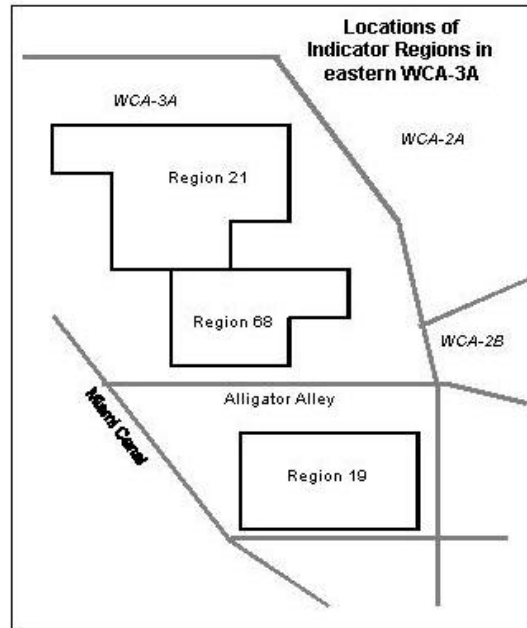 Locations of
Indicator Regions in
eastern WCA-3A
WCA-3A
WCA-2A
Region 21
Region 68
WCA-2B
Alligator Alley
Miami Canal
Region 19